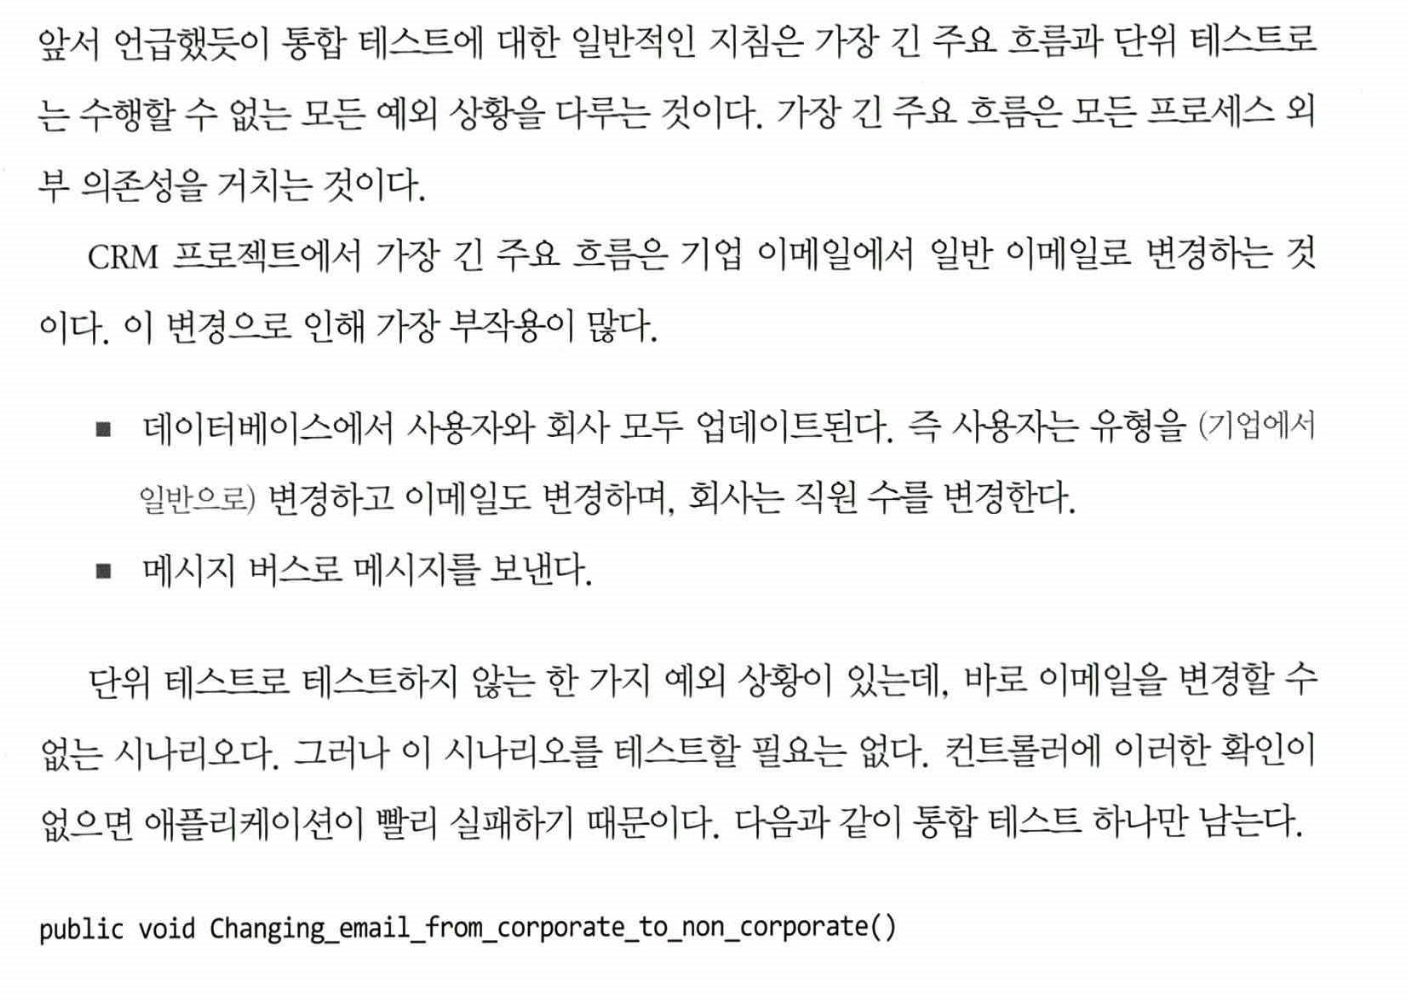 앞서 언급했듯이 통합 테스트에 대한 일반적인 지침은 가장 긴 주요 흐름과 단위 테스트로
는 수행할 수 없는 모든 예외 상황을 다루는 것이다. 가장 긴 주요 흐름은 모든 프로세스 외
부 의존성을 거치는 것이다.
CRM 프로젝트에서 가장 긴 주요 흐름은 기업 이메일에서 일반 이메일로 변경하는 것
이다. 이 변경으로 인해 가장 부작용이 많다.
■ 데이터베이스에서 사용자와 회사 모두 업데이트된다. 즉 사용자는 유형을 (기업에서
일반으로) 변경하고 이메일도 변경하며, 회사는 직원 수를 변경한다.
■ 메시지 버스로 메시지를 보낸다.
단위 테스트로 테스트하지 않는 한 가지 예외 상황이 있는데, 바로 이메일을 변경할 수
없는 시나리오다. 그러나 이 시나리오를 테스트할 필요는 없다. 컨트롤러에 이러한 확인이
없으면 애플리케이션이 빨리 실패하기 때문이다. 다음과 같이 통합 테스트 하나만 남는다.
public void Changing_email_from_corporate_to_non_corporate()